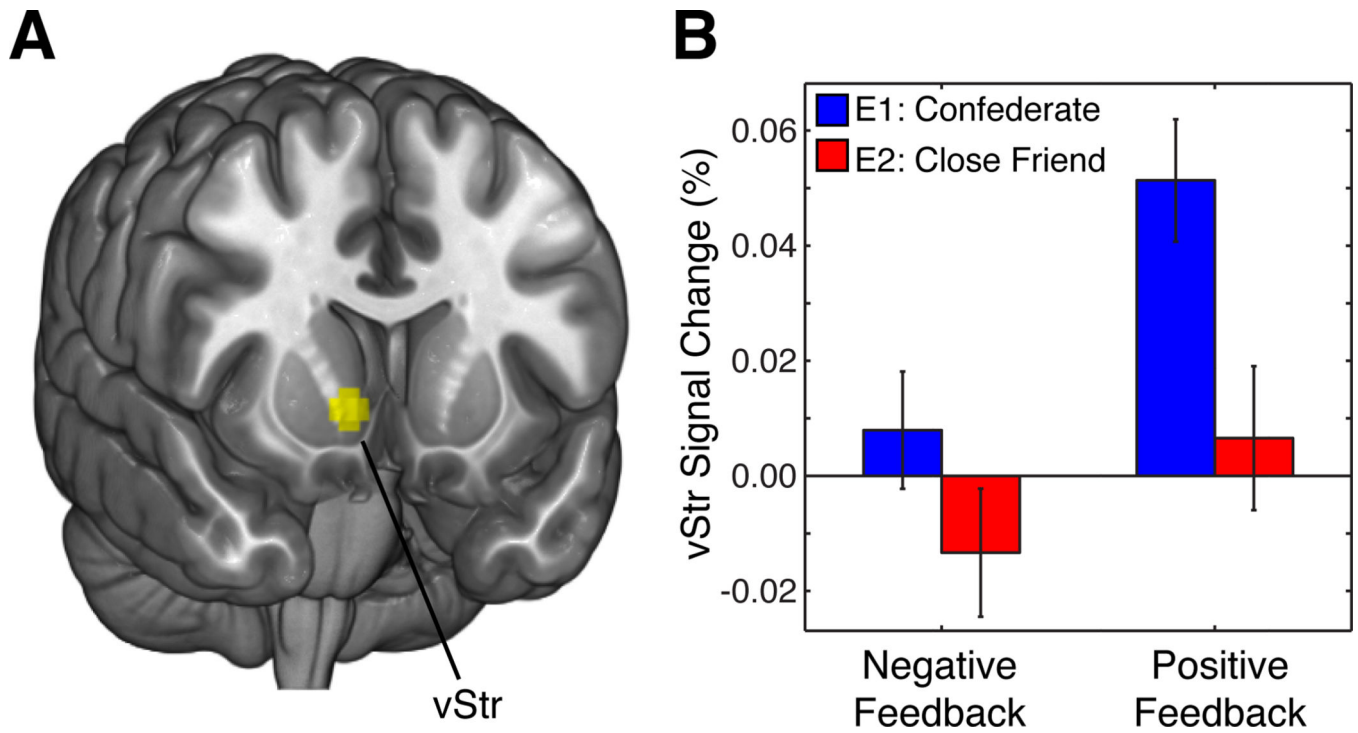 A
vStr
B
E1: Confederate
E2: Close Friend
vStr Signal Change (%)
0.06
0.04
0.02
0.00
-0.02
Negative
Feedback
Positive
Feedback